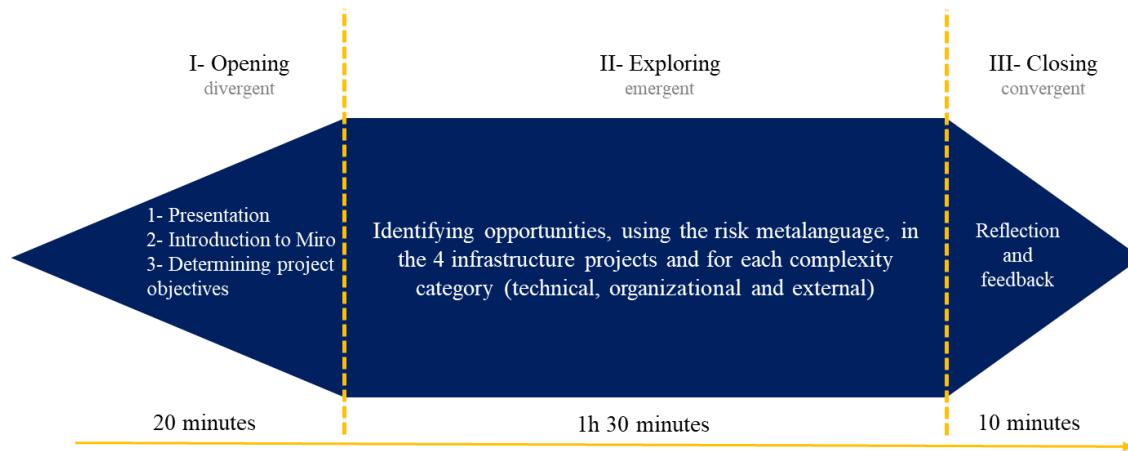 I- Opening
divergent
II- Exploring
emergent
III- Closing
convergent
1- Presentation
2- Introduction to Miro
3- Determining project
objectives
Identifying opportunities, using the risk metalanguage, in
the 4 infrastructure projects and for each complexity
category (technical, organizational and external)
Reflection
and
feedback
20 minutes
1h 30 minutes
10 minutes